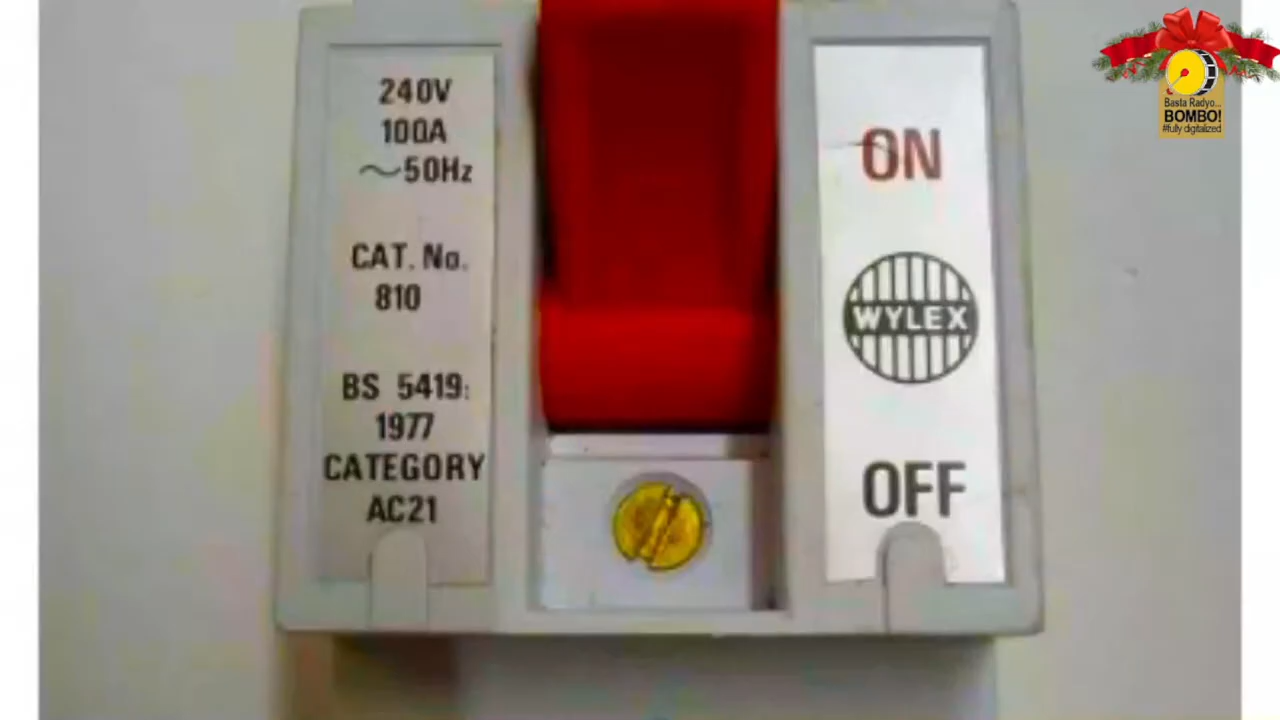 240V
100A
~50Hz
CAT. No.
810
BS 5419:
1977
CATEGORY
AC21
ON
WYLEX
OFF
Basta Radyo...
BOMBO!
#fully digitalized